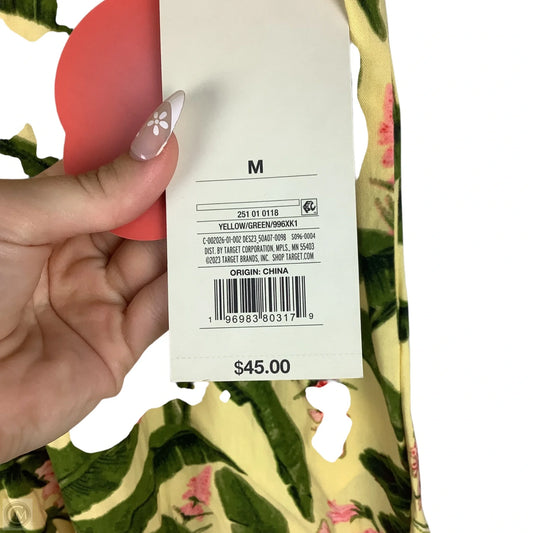 M
251 01 0118
YELLOW/GREEN/996XK1
C-002026-01-002 DES23_50A07-0098 S096-0004
DIST. BY TARGET CORPORATION, MPLS., MN 55403
©2023 TARGET BRANDS, INC. SHOP TARGET.COM
ORIGIN: CHINA
1 96983 80317 9
$45.00